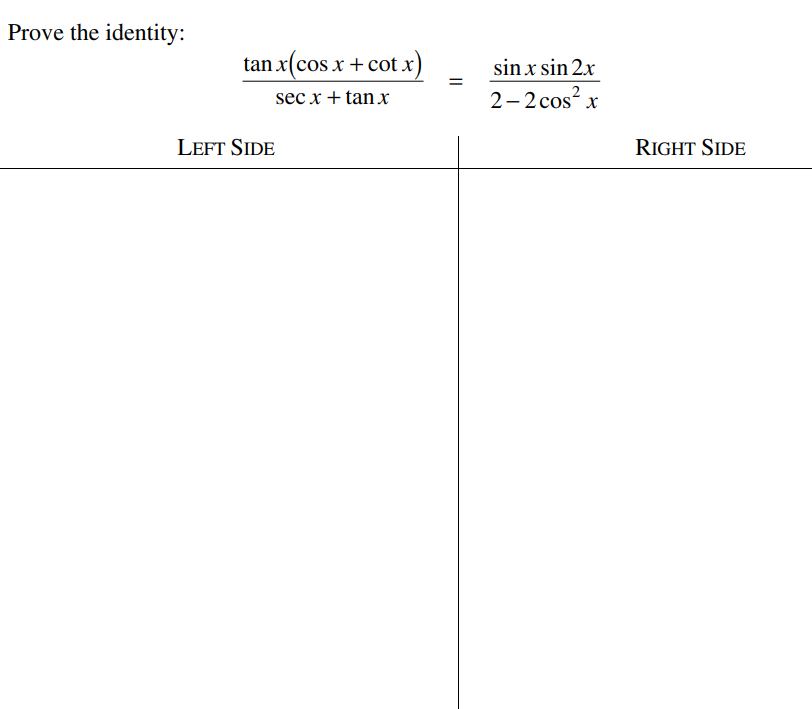 Prove the identity:
tan x(cos x + cot x) / sec x + tan x = sin x sin 2x / 2 – 2 cos² x
LEFT SIDE RIGHT SIDE